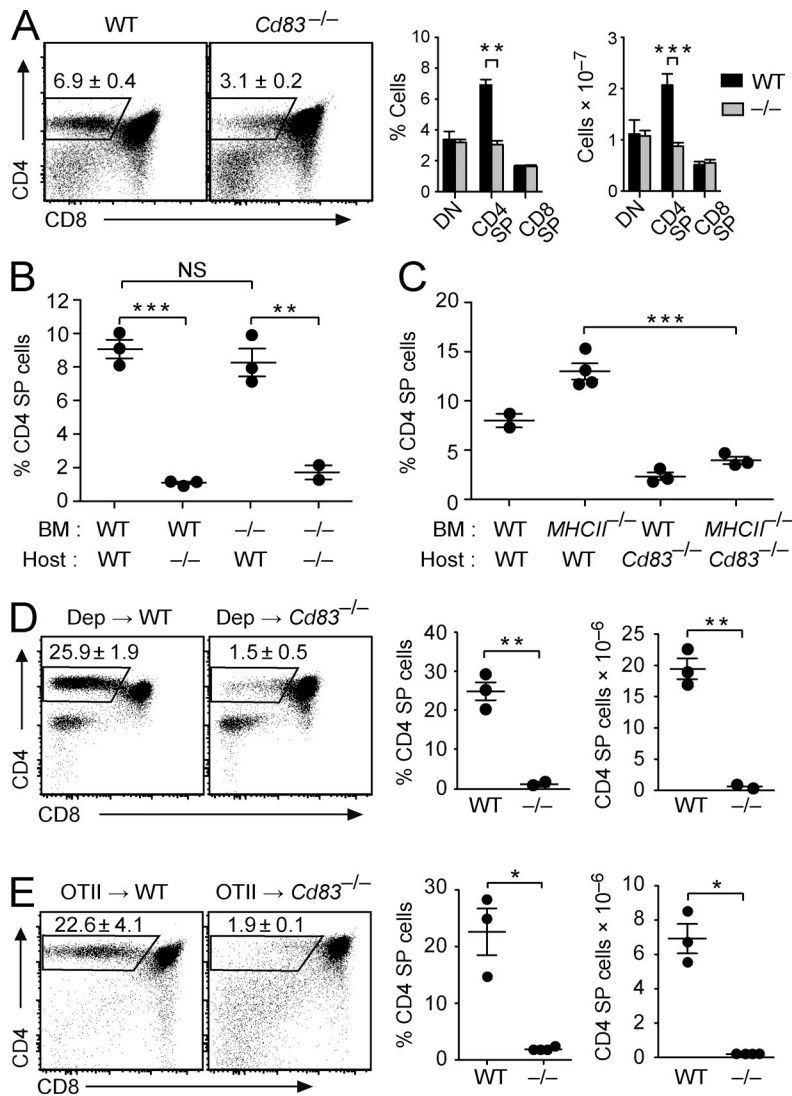 A
WT
Cd83−/−
6.9 ± 0.4
3.1 ± 0.2
CD4
CD8
% Cells
8
6
4
2
0
**
DN
CD4 SP
CD8 SP
Cells × 10−7
3
2
1
0
***
DN
CD4 SP
CD8 SP
WT
−/−
B
% CD4 SP cells
12
10
8
6
4
2
0
NS
***
**
BM : WT WT −/− −/−
Host : WT −/− WT −/−
C
% CD4 SP cells
20
15
10
5
0
***
BM : WT MHCII−/− WT MHCII−/−
Host : WT WT Cd83−/− Cd83−/−
D
Dep → WT
Dep → Cd83−/−
25.9 ± 1.9
1.5 ± 0.5
CD4
CD8
% CD4 SP cells
40
30
20
10
0
**
WT −/−
CD4 SP cells × 10−6
25
20
15
10
5
0
**
WT −/−
E
OTII → WT
OTII → Cd83−/−
22.6 ± 4.1
1.9 ± 0.1
CD4
CD8
% CD4 SP cells
30
20
10
0
*
WT −/−
CD4 SP cells × 10−6
10
8
6
4
2
0
*
WT −/−